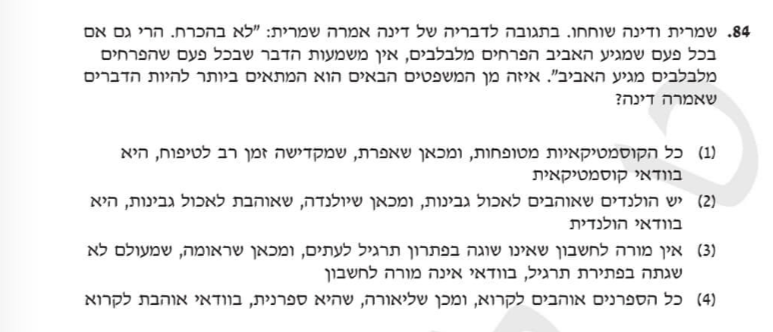 84. שמרית ודינה שוחחו. בתגובה לדבריה של דינה אמרה שמרית: "לא בהכרח. הרי גם אם
בכל פעם שמגיע האביב הפרחים מלבלבים, אין משמעות הדבר שבכל פעם שהפרחים
מלבלבים מגיע האביב". איזה מן המשפטים הבאים הוא המתאים ביותר להיות הדברים
שאמרה דינה?
(1) כל הקוסמטיקאיות מטופחות, ומכאן שאפרת, שמקדישה זמן רב לטיפוח, היא
בוודאי קוסמטיקאית
(2) יש הולנדים שאוהבים לאכול גבינות, ומכאן שיולנדה, שאוהבת לאכול גבינות, היא
בוודאי הולנדית
(3) אין מורה לחשבון שאינו שוגה בפתרון תרגיל לעתים, ומכאן שראומה, שמעולם לא
שגתה בפתירת תרגיל, בוודאי אינה מורה לחשבון
(4) כל הספרנים אוהבים לקרוא, ומכן שליאורה, שהיא ספרנית, בוודאי אוהבת לקרוא